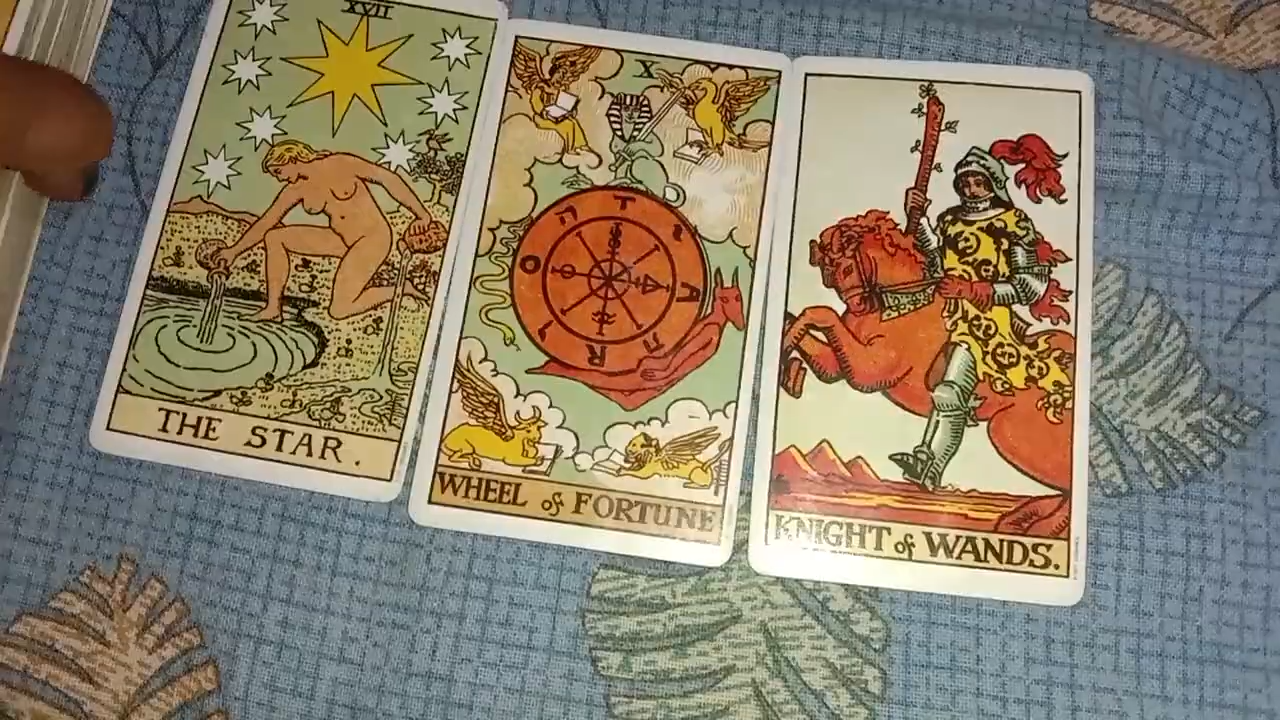 XVII
THE STAR.
X
T
A
R
O
ה
ו
ה
WHEEL of FORTUNE
KNIGHT of WANDS.